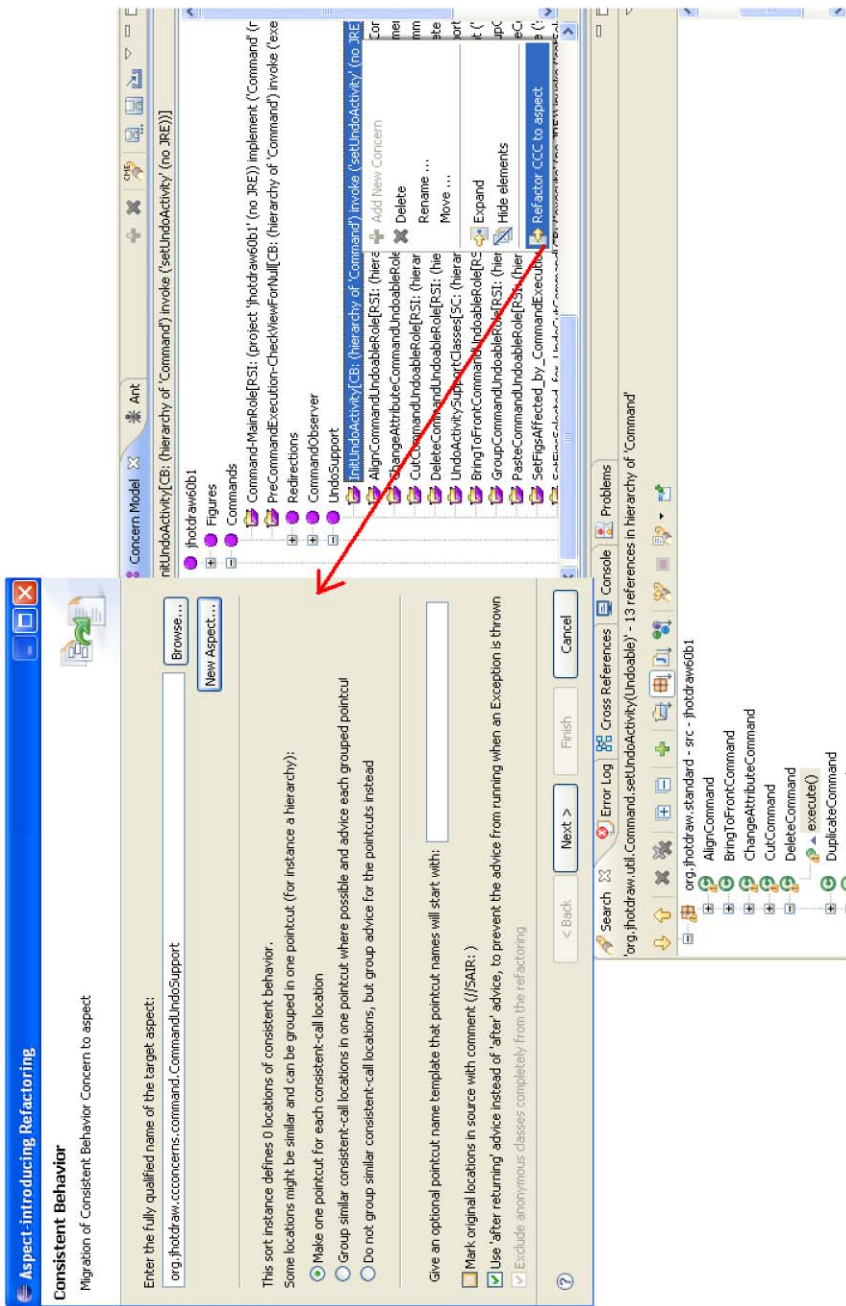 Aspect-introducing Refactoring
Consistent Behavior
Migration of Consistent Behavior Concern to aspect
Enter the fully qualified name of the target aspect:
org.jhotdraw.ccconcerns.command.CommandUndoSupport
Browse...
New Aspect...
This sort instance defines 0 locations of consistent behavior.
Some locations might be similar and can be grouped in one pointcut (for instance a hierarchy):
Make one pointcut for each consistent-call location
Group similar consistent-call locations in one pointcut where possible and advice each grouped pointcut
Do not group similar consistent-call locations, but group advice for the pointcuts instead
Give an optional pointcut name template that pointcut names will start with:
Mark original locations in source with comment (//SAIR: )
Use 'after returning' advice instead of 'after' advice, to prevent the advice from running when an Exception is thrown
Exclude anonymous classes completely from the refactoring
?
< Back
Next >
Finish
Cancel
Concern Model
Ant
CME
InitUndoActivity[CB: (hierarchy of 'Command') invoke ('setUndoActivity' (no JRE))]
jhotdraw60b1
Figures
Commands
Command-MainRole[RSI: (project 'jhotdraw60b1' (no JRE)) implement ('Command' (r
PreCommandExecution-CheckViewForNull[CB: (hierarchy of 'Command') invoke ('exe
Redirections
CommandObserver
UndoSupport
InitUndoActivity[CB: (hierarchy of 'Command') invoke ('setUndoActivity' (no JRE
AlignCommandUndoableRole[RSI: (hiera
ChangeAttributeCommandUndoableRole
CutCommandUndoableRole[RSI: (hierar
DeleteCommandUndoableRole[RSI: (hie
UndoActivitySupportClasses[SC: (hierar
BringToFrontCommandUndoableRole[RS
GroupCommandUndoableRole[RSI: (hier
PasteCommandUndoableRole[RSI: (hier
SetFigsAffected_by_CommandExecutio
Add New Concern
Delete
Rename ...
Move ...
Expand
Hide elements
Refactor CCC to aspect
Search
Error Log
Cross References
Console
Problems
'org.jhotdraw.util.Command.setUndoActivity(Undoable)' - 13 references in hierarchy of 'Command'
org.jhotdraw.standard - src - jhotdraw60b1
AlignCommand
BringToFrontCommand
ChangeAttributeCommand
CutCommand
DeleteCommand
execute()
DuplicateCommand